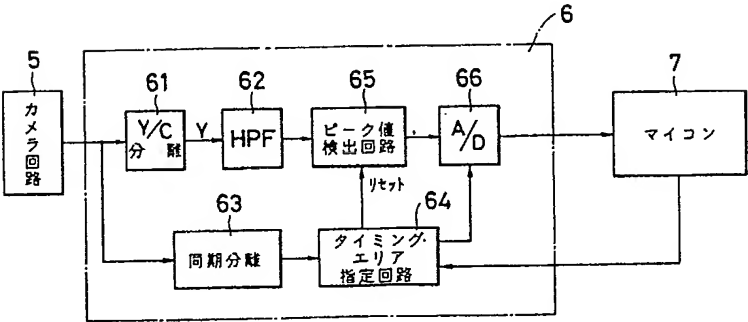 6
5
カメラ回路
61
Y/C
分離
Y
62
HPF
65
ピーク値
検出回路
66
A/D
7
マイコン
リセット
63
同期分離
64
タイミング・
エリア
指定回路